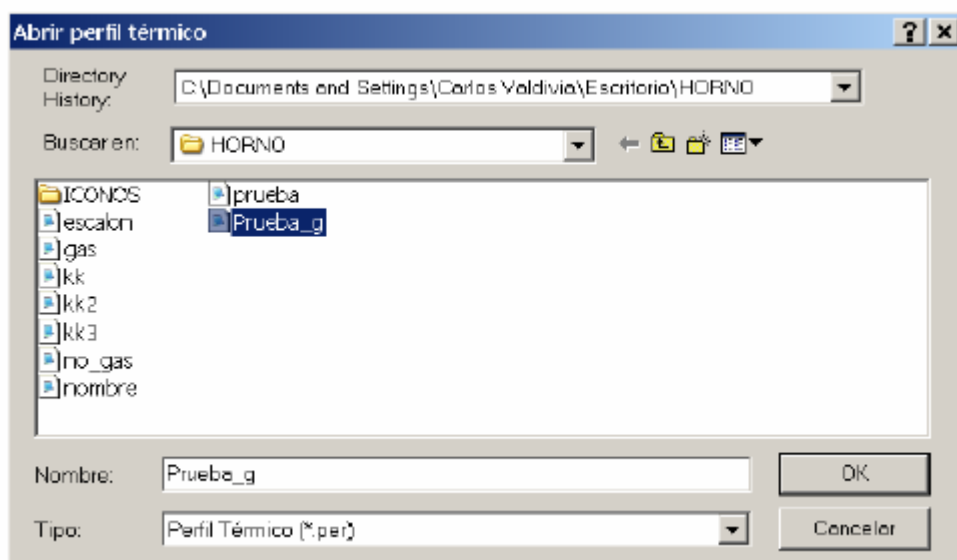 Abrir perfil térmico
Directory
History:
C:\Documents and Settings\Carlos Valdivia\Escritorio\HORNO
Buscar en:
HORNO
ICONOS
prueba
escalon
Prueba_g
gas
kk
kk2
kk3
no_gas
nombre
Nombre:
Prueba_g
OK
Tipo:
Perfil Térmico (*.per)
Cancelar